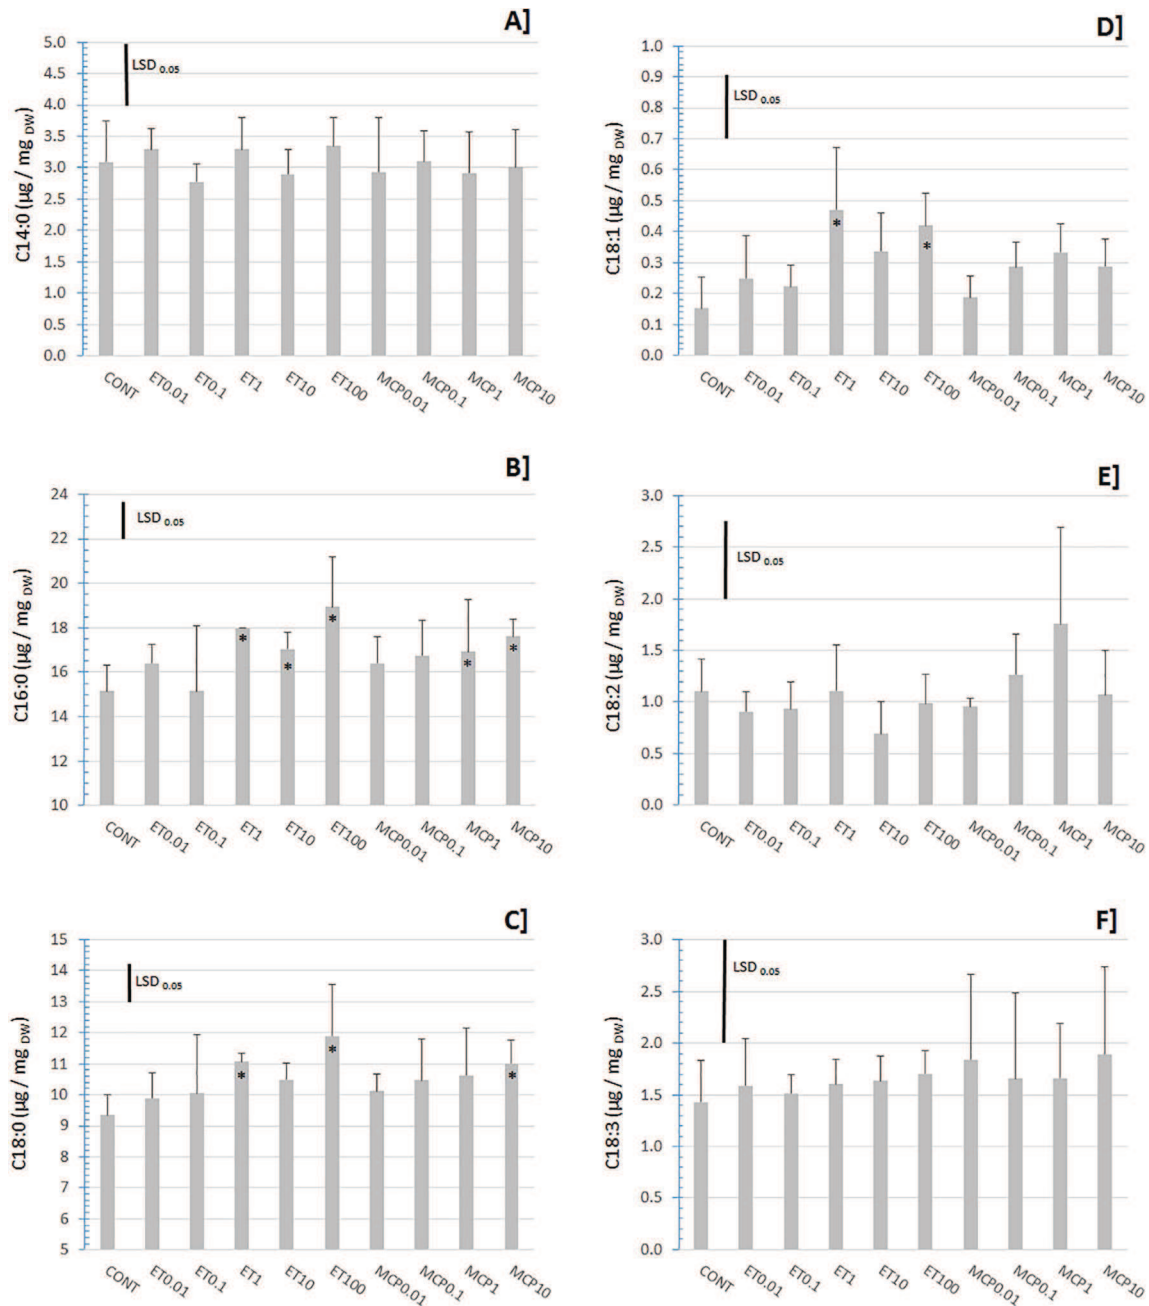 A]
C14:0 (µg / mg DW)
5.0
4.5
4.0
3.5
3.0
2.5
2.0
1.5
1.0
0.5
0.0
LSD 0.05
CONT
ET0.01
ET0.1
ET1
ET10
ET100
MCP0.01
MCP0.1
MCP1
MCP10
B]
C16:0 (µg / mg DW)
24
22
20
18
16
14
12
10
LSD 0.05
* * * * *
CONT
ET0.01
ET0.1
ET1
ET10
ET100
MCP0.01
MCP0.1
MCP1
MCP10
C]
C18:0 (µg / mg DW)
15
14
13
12
11
10
9
8
7
6
5
LSD 0.05
* * *
CONT
ET0.01
ET0.1
ET1
ET10
ET100
MCP0.01
MCP0.1
MCP1
MCP10
D]
C18:1 (µg / mg DW)
1.0
0.9
0.8
0.7
0.6
0.5
0.4
0.3
0.2
0.1
0.0
LSD 0.05
* *
CONT
ET0.01
ET0.1
ET1
ET10
ET100
MCP0.01
MCP0.1
MCP1
MCP10
E]
C18:2 (µg / mg DW)
3.0
2.5
2.0
1.5
1.0
0.5
0.0
LSD 0.05
CONT
ET0.01
ET0.1
ET1
ET10
ET100
MCP0.01
MCP0.1
MCP1
MCP10
F]
C18:3 (µg / mg DW)
3.0
2.5
2.0
1.5
1.0
0.5
0.0
LSD 0.05
CONT
ET0.01
ET0.1
ET1
ET10
ET100
MCP0.01
MCP0.1
MCP1
MCP10